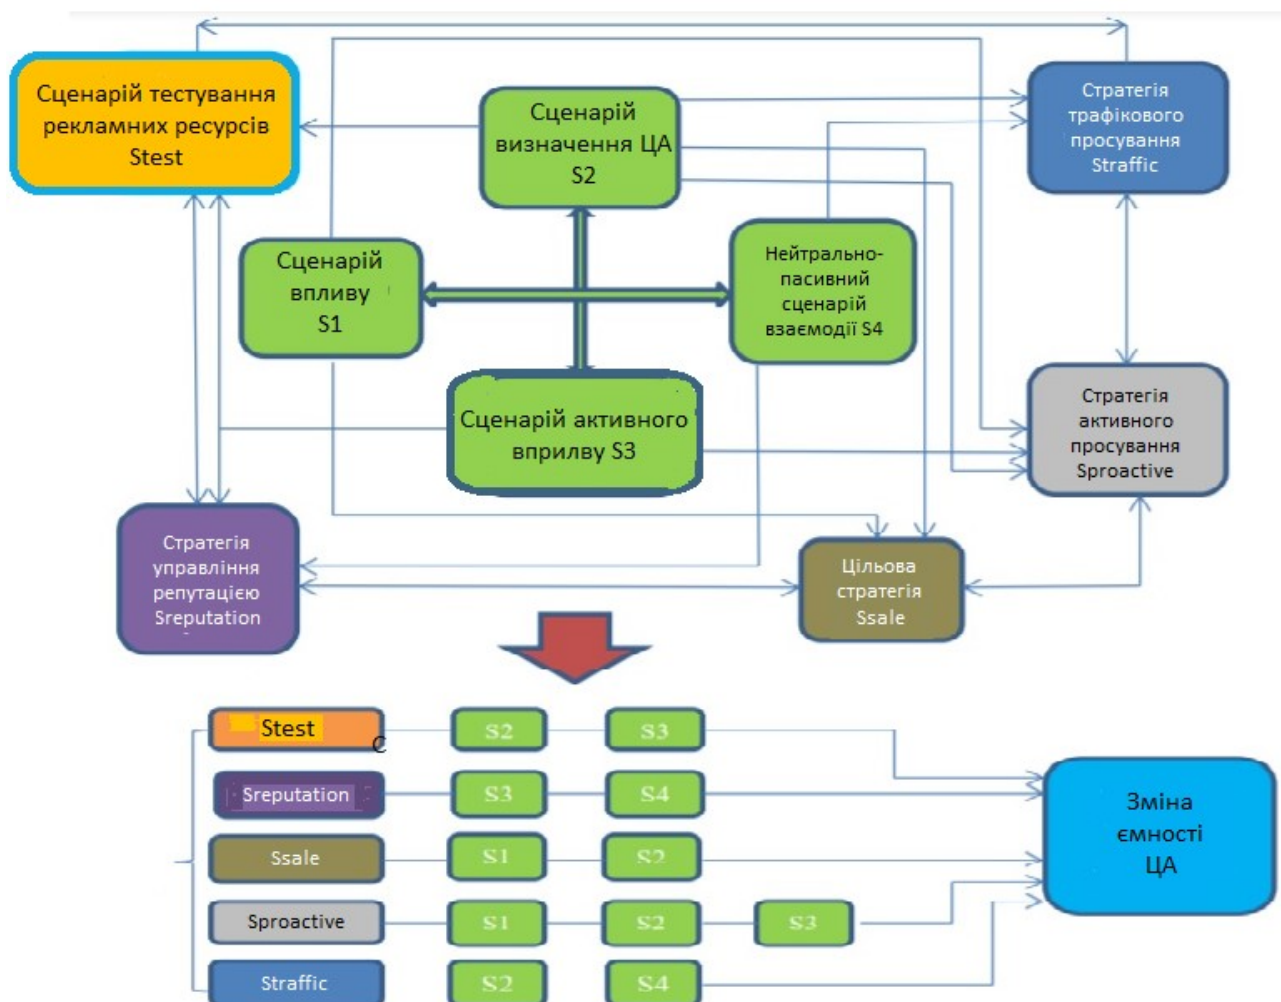 Сценарій тестування
рекламних ресурсів
Stest
Сценарій
визначення ЦА
S2
Стратегія
трафікового
просування
Straffic
Сценарій
впливу
S1
Нейтрально-
пасивний
сценарій
взаємодії S4
Сценарій активного
вприлву S3
Стратегія
активного
просування
Sproactive
Стратегія
управління
репутацією
Sreputation
Цільова
стратегія
Ssale
Stest
S2
S3
Sreputation
S3
S4
Ssale
S1
S2
Sproactive
S1
S2
S3
Straffic
S2
S4
Зміна
ємності
ЦА